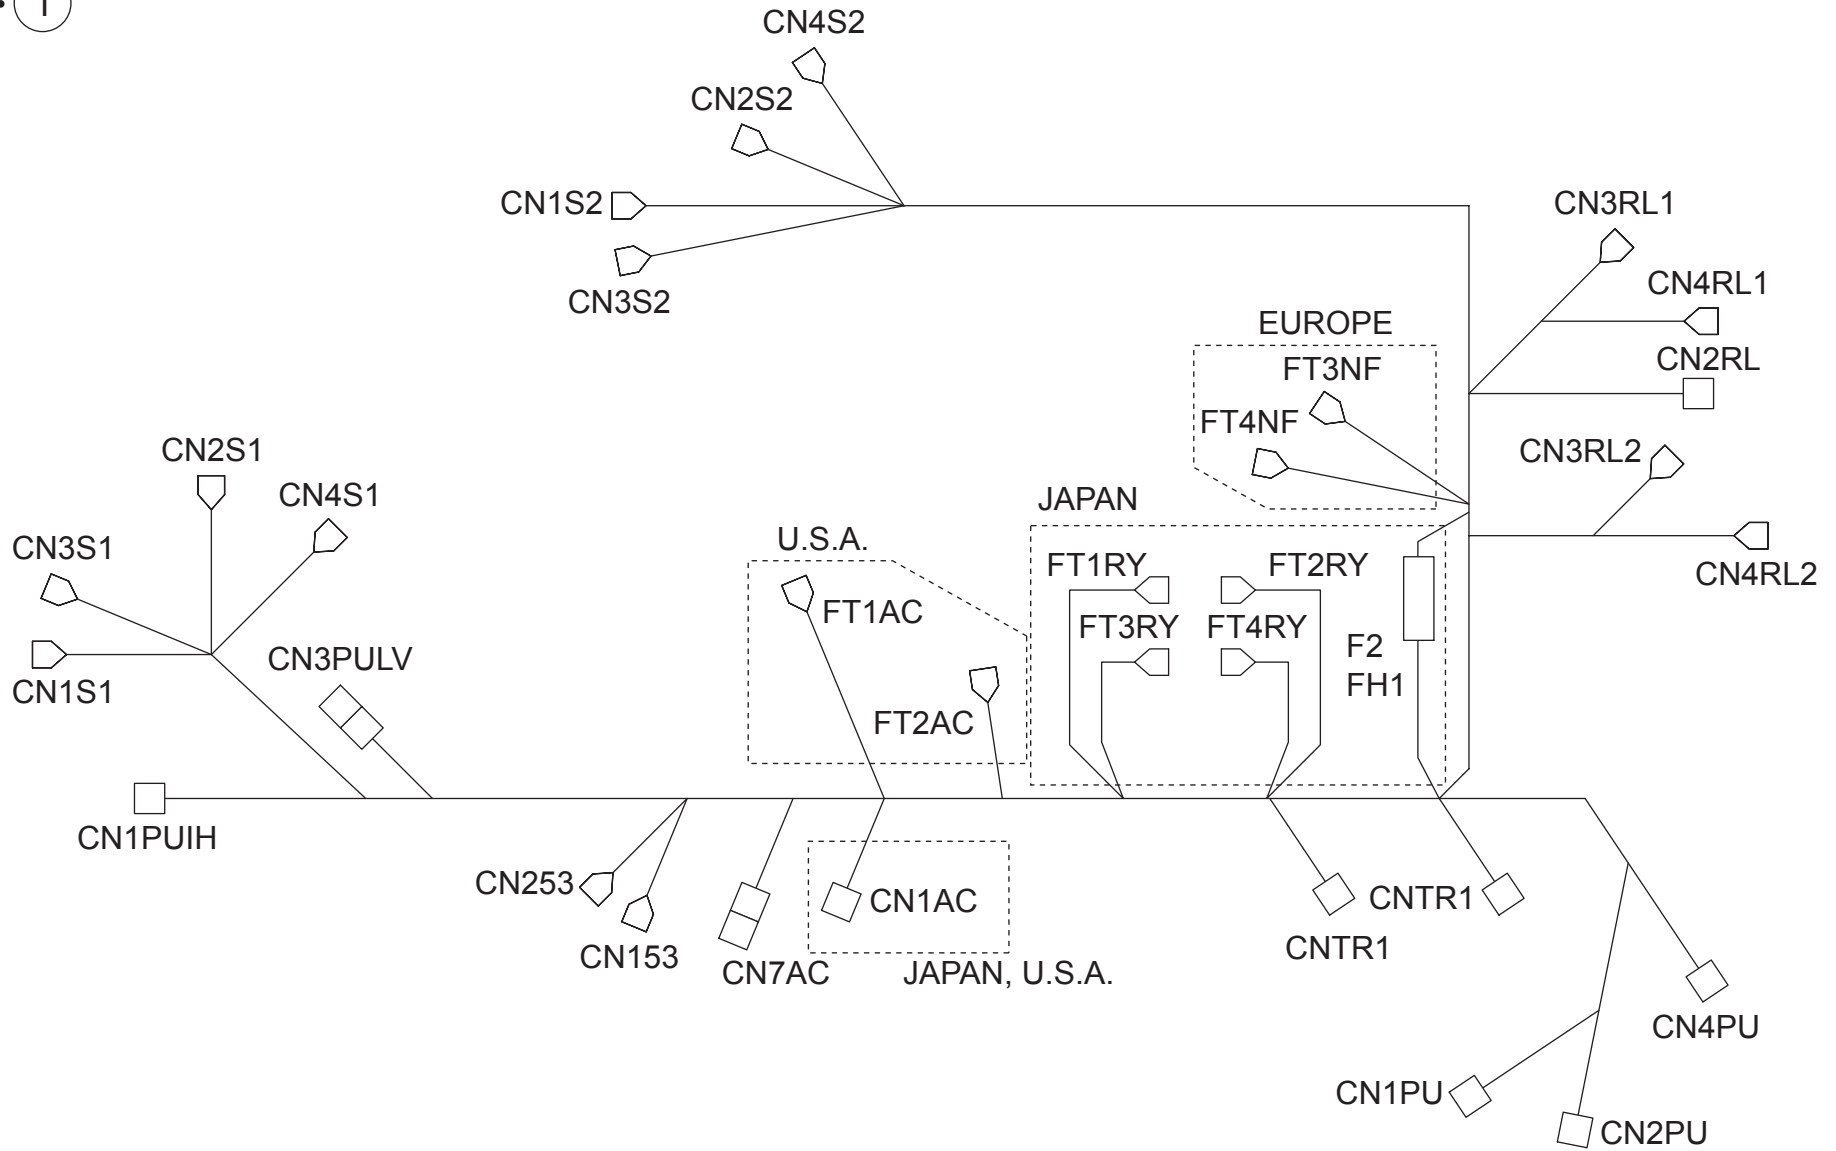 1
CN4S2
CN2S2
CN1S2
CN3S2
CN3RL1
CN4RL1
CN2RL
EUROPE
FT3NF
FT4NF
CN3RL2
CN4RL2
CN2S1
CN4S1
CN3S1
CN1S1
CN3PULV
CN1PUIH
U.S.A.
FT1AC
FT2AC
JAPAN
FT1RY
FT2RY
FT3RY
FT4RY
F2
FH1
CN253
CN153
CN7AC
CN1AC
JAPAN, U.S.A.
CNTR1
CNTR1
CN4PU
CN1PU
CN2PU